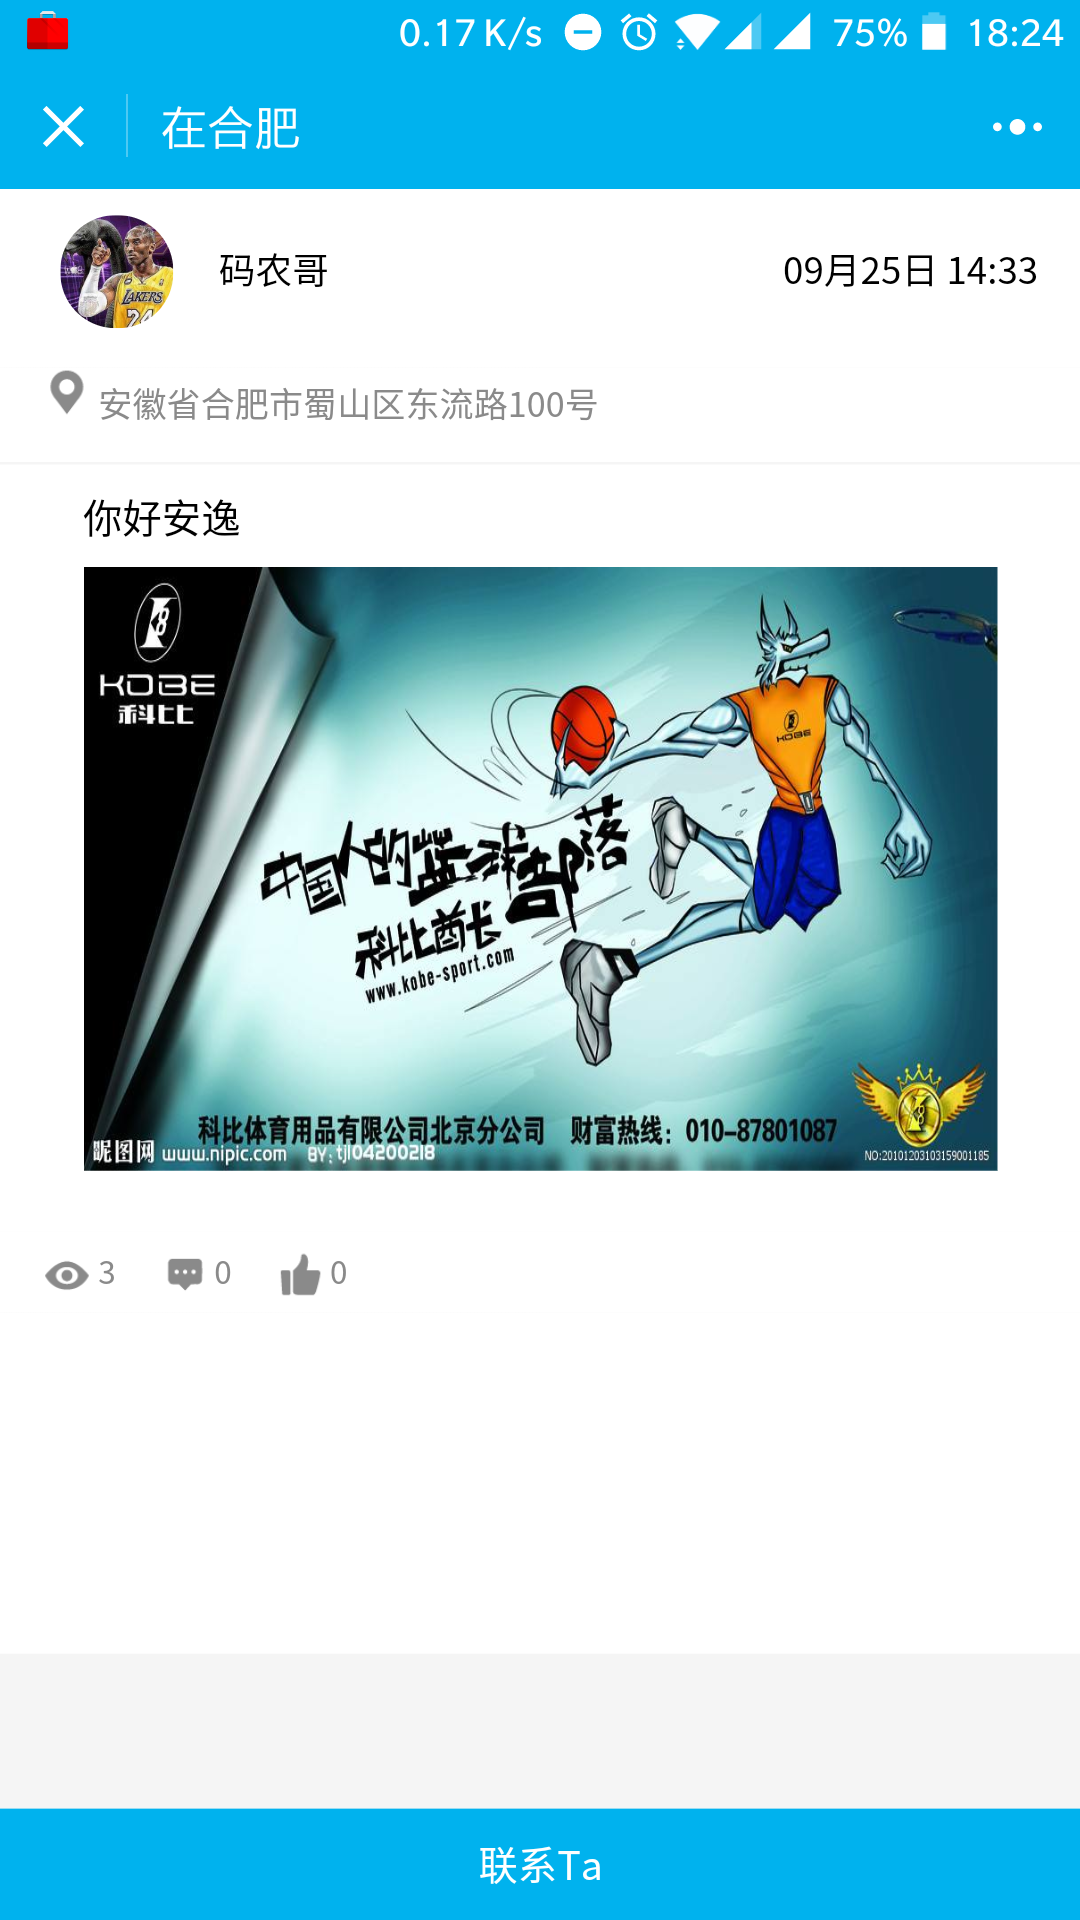 0.17 K/s 75% 18:24
在合肥
LAKERS
24
码农哥
09月25日 14:33
安徽省合肥市蜀山区东流路100号
你好安逸
KOBE
科比
KOBE
中国人的篮球部落
科比酋长
www.kobe-sport.com
科比体育用品有限公司北京分公司 财富热线：010-87801087
昵图网 www.nipic.com BY：tjl04200218
NO:20101203103159001185
3 0 0
联系Ta